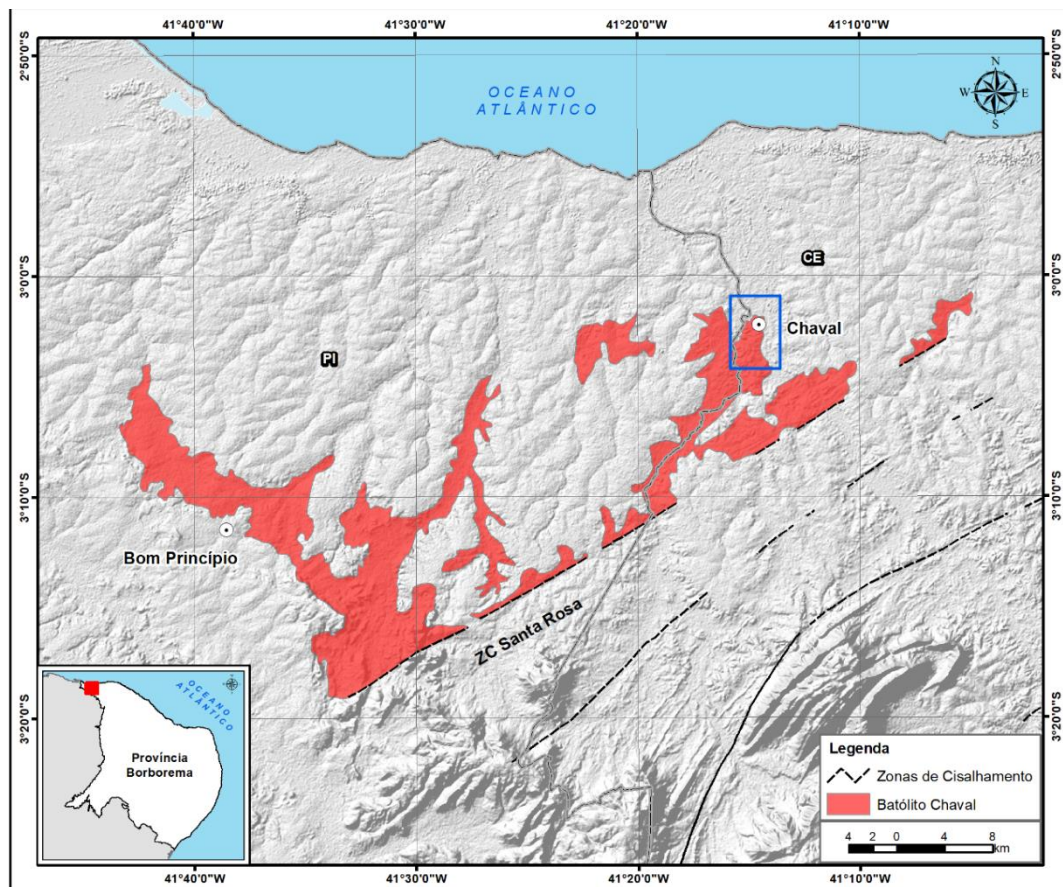 41°40'0"W
41°30'0"W
41°20'0"W
41°10'0"W
2°50'0"S
2°50'0"S
OCEANO
ATLÂNTICO
N
W
E
S
CE
3°0'0"S
3°0'0"S
Chaval
PI
3°10'0"S
3°10'0"S
Bom Princípio
ZC Santa Rosa
3°20'0"S
3°20'0"S
OCEANO
ATLÂNTICO
Província
Borborema
Legenda
Zonas de Cisalhamento
Batólito Chaval
4 2 0 4 8
km
41°40'0"W
41°30'0"W
41°20'0"W
41°10'0"W